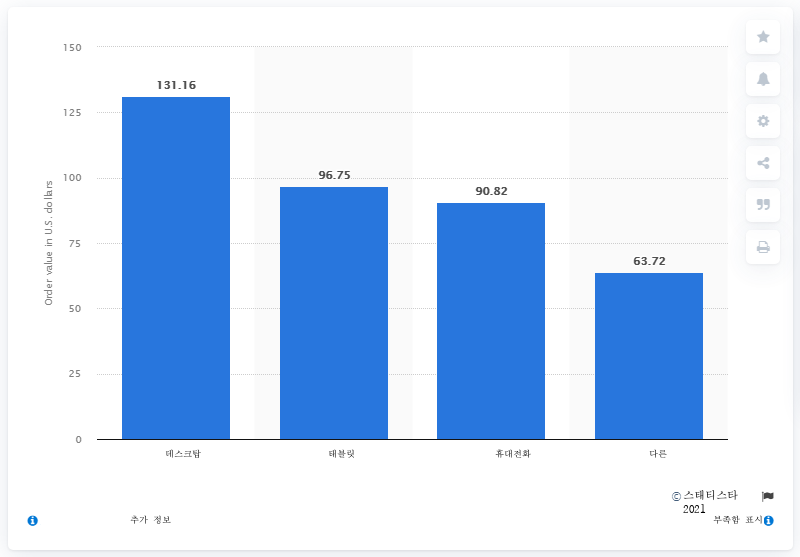 150
125
100
75
50
25
0
Order value in U.S. dollars
131.16
96.75
90.82
63.72
데스크탑
태블릿
휴대전화
다른
© 스태티스타 2021
추가 정보
부족함 표시